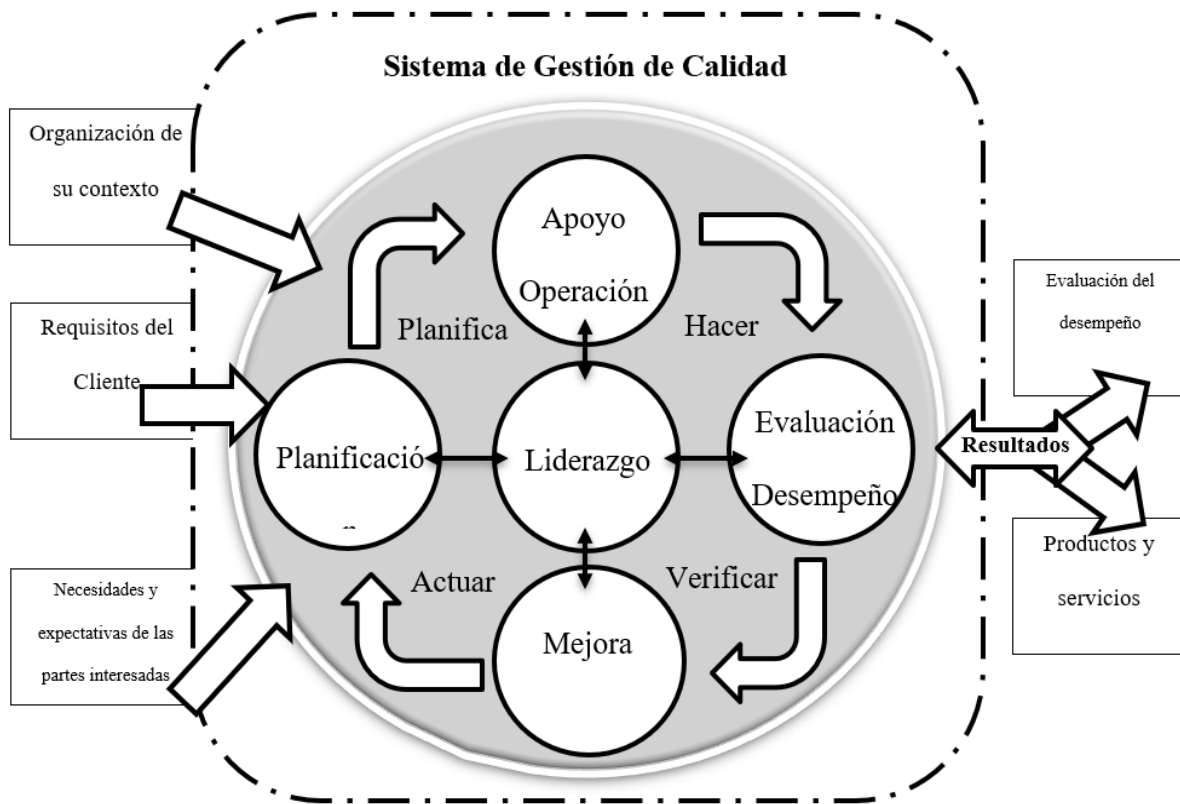 Sistema de Gestión de Calidad
Organización de
su contexto
Requisitos del
Cliente
Necesidades y
expectativas de las
partes interesadas
Apoyo
Operación
Planifica
Hacer
Planificació
Liderazgo
Evaluación
Desempeño
Actuar
Verificar
Mejora
Resultados
Evaluación del
desempeño
Productos y
servicios